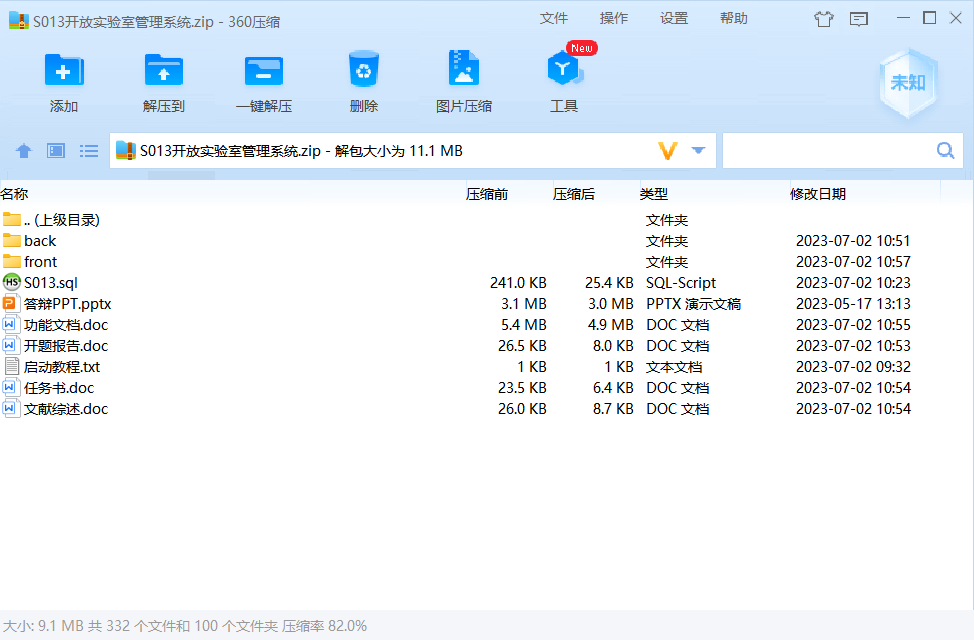 S013开放实验室管理系统.zip - 360压缩 文件 操作 设置 帮助
New
添加 解压到 一键解压 删除 图片压缩 工具
未知
S013开放实验室管理系统.zip - 解包大小为 11.1 MB
名称 压缩前 压缩后 类型 修改日期
.. (上级目录) 文件夹
back 文件夹 2023-07-02 10:51
front 文件夹 2023-07-02 10:57
S013.sql 241.0 KB 25.4 KB SQL-Script 2023-07-02 10:23
答辩PPT.pptx 3.1 MB 3.0 MB PPTX 演示文稿 2023-05-17 13:13
功能文档.doc 5.4 MB 4.9 MB DOC 文档 2023-07-02 10:55
开题报告.doc 26.5 KB 8.0 KB DOC 文档 2023-07-02 10:53
启动教程.txt 1 KB 1 KB 文本文档 2023-07-02 09:32
任务书.doc 23.5 KB 6.4 KB DOC 文档 2023-07-02 10:54
文献综述.doc 26.0 KB 8.7 KB DOC 文档 2023-07-02 10:54
大小: 9.1 MB 共 332 个文件和 100 个文件夹 压缩率 82.0%